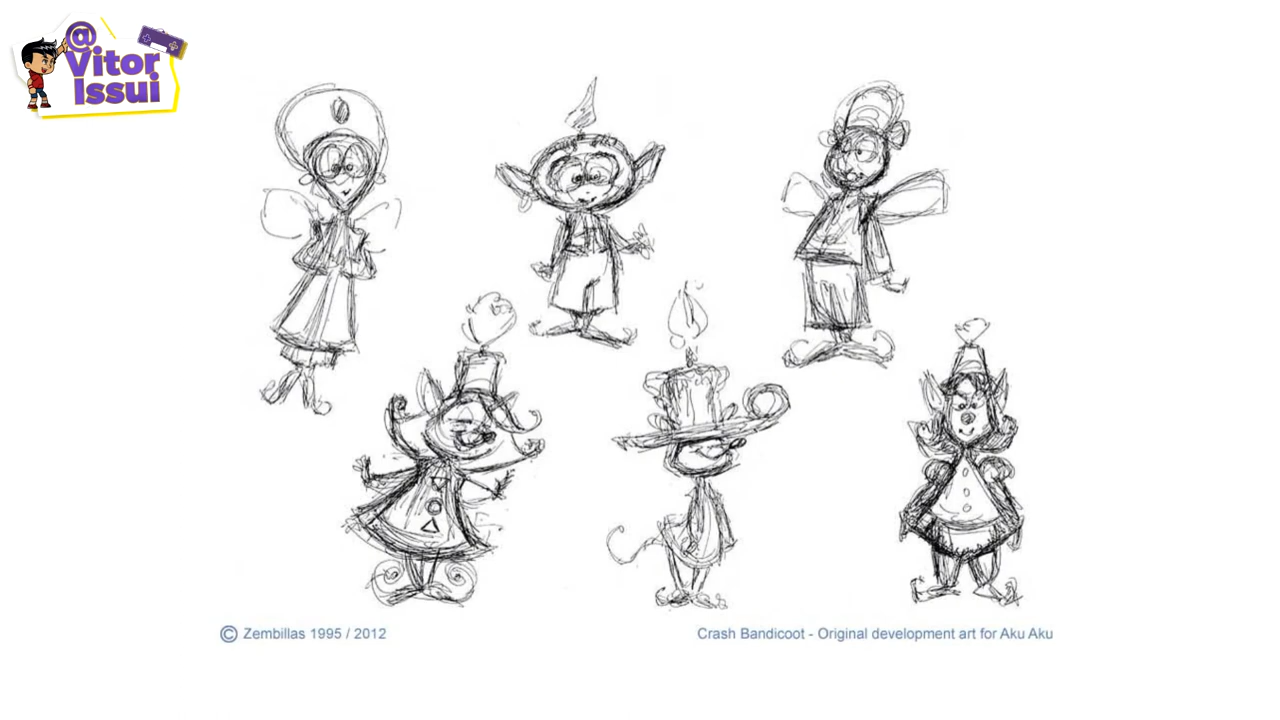 @
Vitor
Issui
© Zembillas 1995 / 2012
Crash Bandicoot - Original development art for Aku Aku